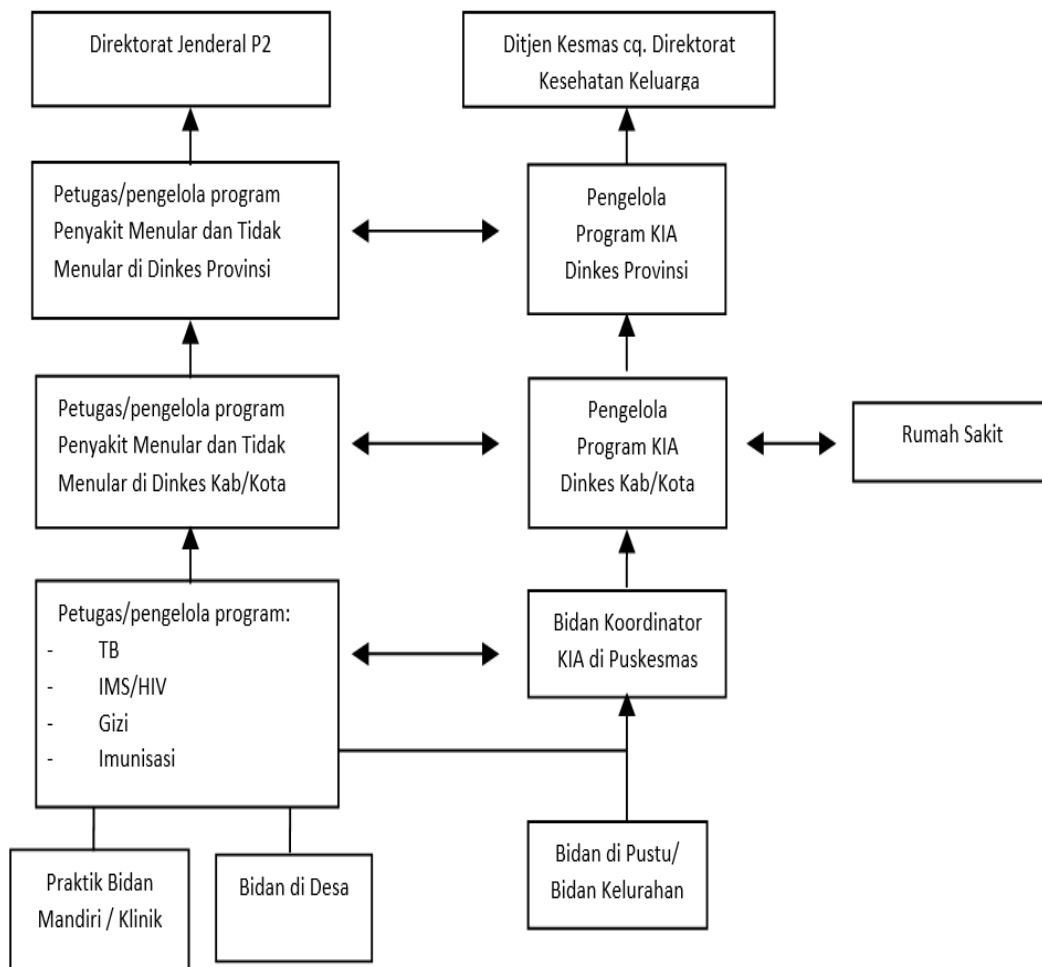 Direktorat Jenderal P2
Ditjen Kesmas cq. Direktorat
Kesehatan Keluarga
Petugas/pengelola program
Penyakit Menular dan Tidak
Menular di Dinkes Provinsi
Pengelola
Program KIA
Dinkes Provinsi
Petugas/pengelola program
Penyakit Menular dan Tidak
Menular di Dinkes Kab/Kota
Pengelola
Program KIA
Dinkes Kab/Kota
Rumah Sakit
Petugas/pengelola program:
- TB
- IMS/HIV
- Gizi
- Imunisasi
Bidan Koordinator
KIA di Puskesmas
Praktik Bidan
Mandiri / Klinik
Bidan di Desa
Bidan di Pustu/
Bidan Kelurahan